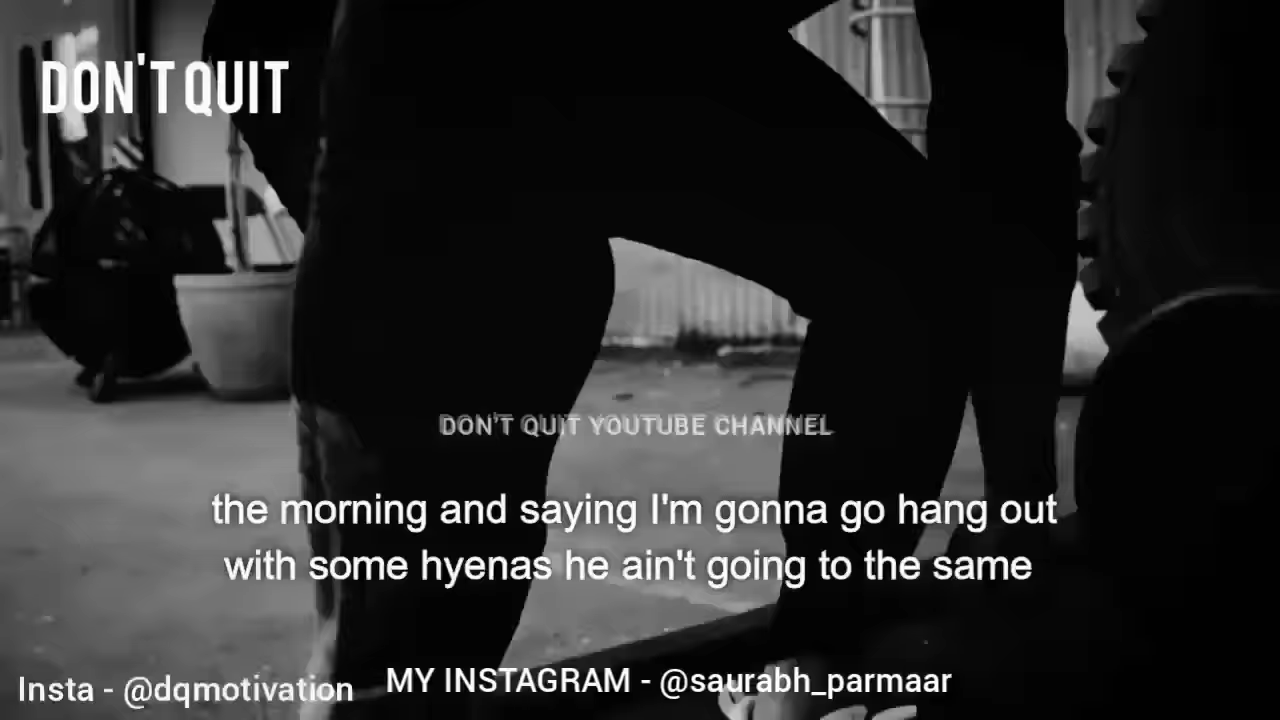 DON'T QUIT
DON'T QUIT YOUTUBE CHANNEL
the morning and saying I'm gonna go hang out
with some hyenas he ain't going to the same
Insta - @dqmotivation
MY INSTAGRAM - @saurabh_parmaar